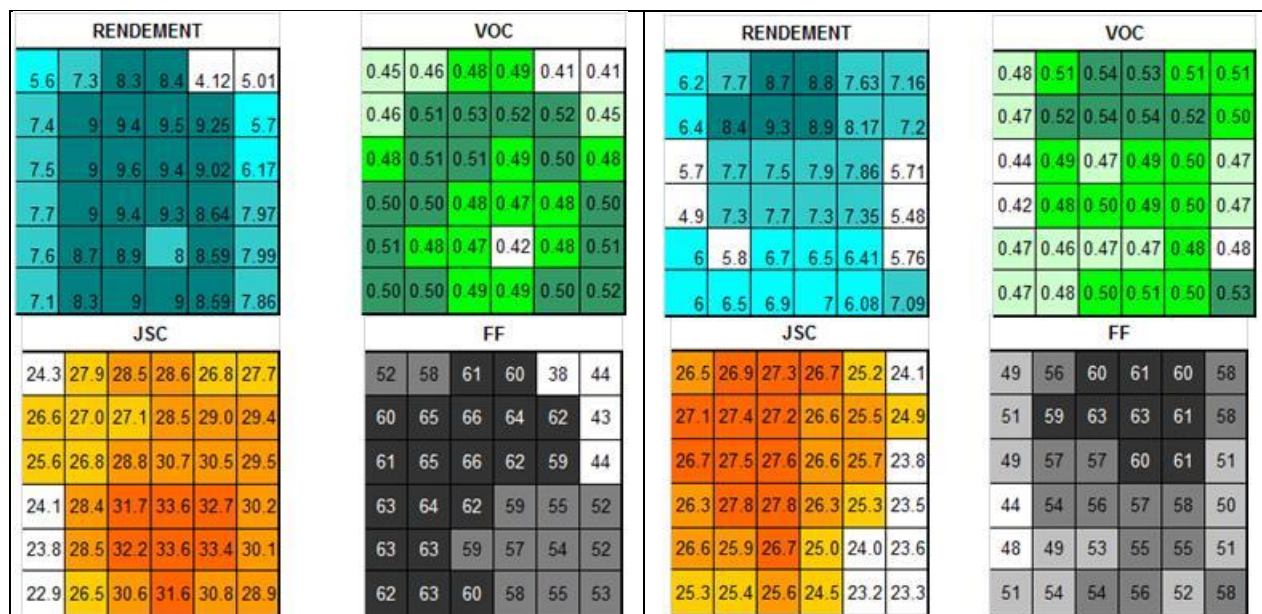 RENDEMENT
5.6 7.3 8.3 8.4 4.12 5.01
7.4 9 9.4 9.5 9.25 5.7
7.5 9 9.6 9.4 9.02 6.17
7.7 9 9.4 9.3 8.64 7.97
7.6 8.7 8.9 8 8.59 7.99
7.1 8.3 9 9 8.59 7.86
VOC
0.45 0.46 0.48 0.49 0.41 0.41
0.46 0.51 0.53 0.52 0.52 0.45
0.48 0.51 0.51 0.49 0.50 0.48
0.50 0.50 0.48 0.47 0.48 0.50
0.51 0.48 0.47 0.42 0.48 0.51
0.50 0.50 0.49 0.49 0.50 0.52
JSC
24.3 27.9 28.5 28.6 26.8 27.7
26.6 27.0 27.1 28.5 29.0 29.4
25.6 26.8 28.8 30.7 30.5 29.5
24.1 28.4 31.7 33.6 32.7 30.2
23.8 28.5 32.2 33.6 33.4 30.1
22.9 26.5 30.6 31.6 30.8 28.9
FF
52 58 61 60 38 44
60 65 66 64 62 43
61 65 66 62 59 44
63 64 62 59 55 52
63 63 59 57 54 52
62 63 60 58 55 53
RENDEMENT
6.2 7.7 8.7 8.8 7.63 7.16
6.4 8.4 9.3 8.9 8.17 7.2
5.7 7.7 7.5 7.9 7.86 5.71
4.9 7.3 7.7 7.3 7.35 5.48
6 5.8 6.7 6.5 6.41 5.76
6 6.5 6.9 7 6.08 7.09
VOC
0.48 0.51 0.54 0.53 0.51 0.51
0.47 0.52 0.54 0.54 0.52 0.50
0.44 0.49 0.47 0.49 0.50 0.47
0.42 0.48 0.50 0.49 0.50 0.47
0.47 0.46 0.47 0.47 0.48 0.48
0.47 0.48 0.50 0.51 0.50 0.53
JSC
26.5 26.9 27.3 26.7 25.2 24.1
27.1 27.4 27.2 26.6 25.5 24.9
26.7 27.5 27.6 26.6 25.7 23.8
26.3 27.8 27.8 26.3 25.3 23.5
26.6 25.9 26.7 25.0 24.0 23.6
25.3 25.4 25.6 24.5 23.2 23.3
FF
49 56 60 61 60 58
51 59 63 63 61 58
49 57 57 60 61 51
44 54 56 57 58 50
48 49 53 55 55 51
51 54 54 56 52 58